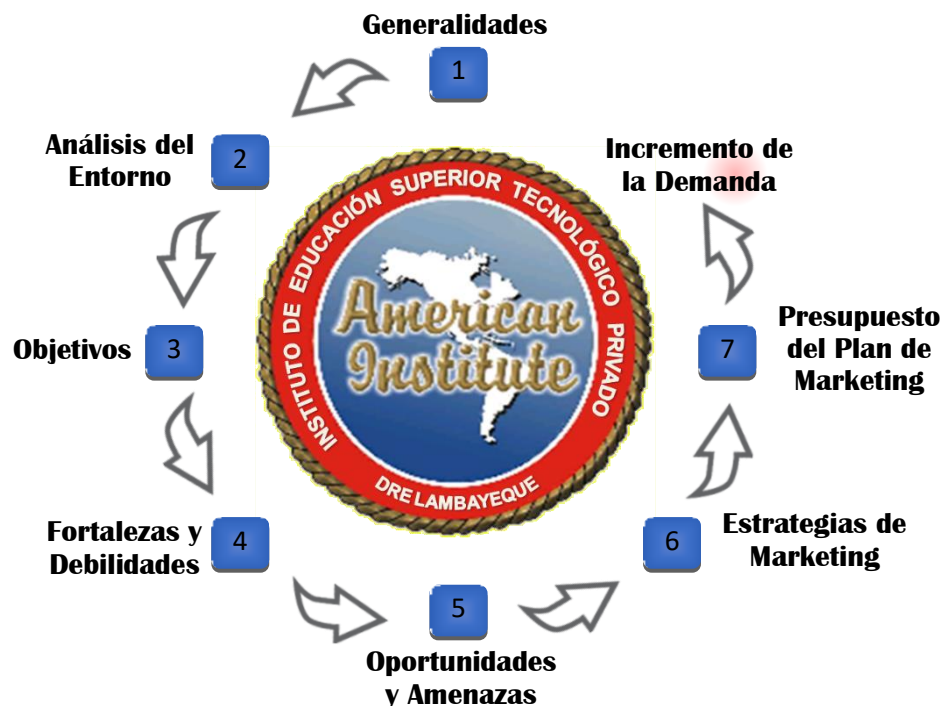 Generalidades
1
Análisis del
Entorno
2
Objetivos
3
Fortalezas y
Debilidades
4
5
Oportunidades
y Amenazas
6
Estrategias de
Marketing
7
Presupuesto
del Plan de
Marketing
Incremento de
la Demanda
INSTITUTO DE EDUCACIÓN SUPERIOR TECNOLÓGICO PRIVADO
American
Institute
DRE LAMBAYEQUE